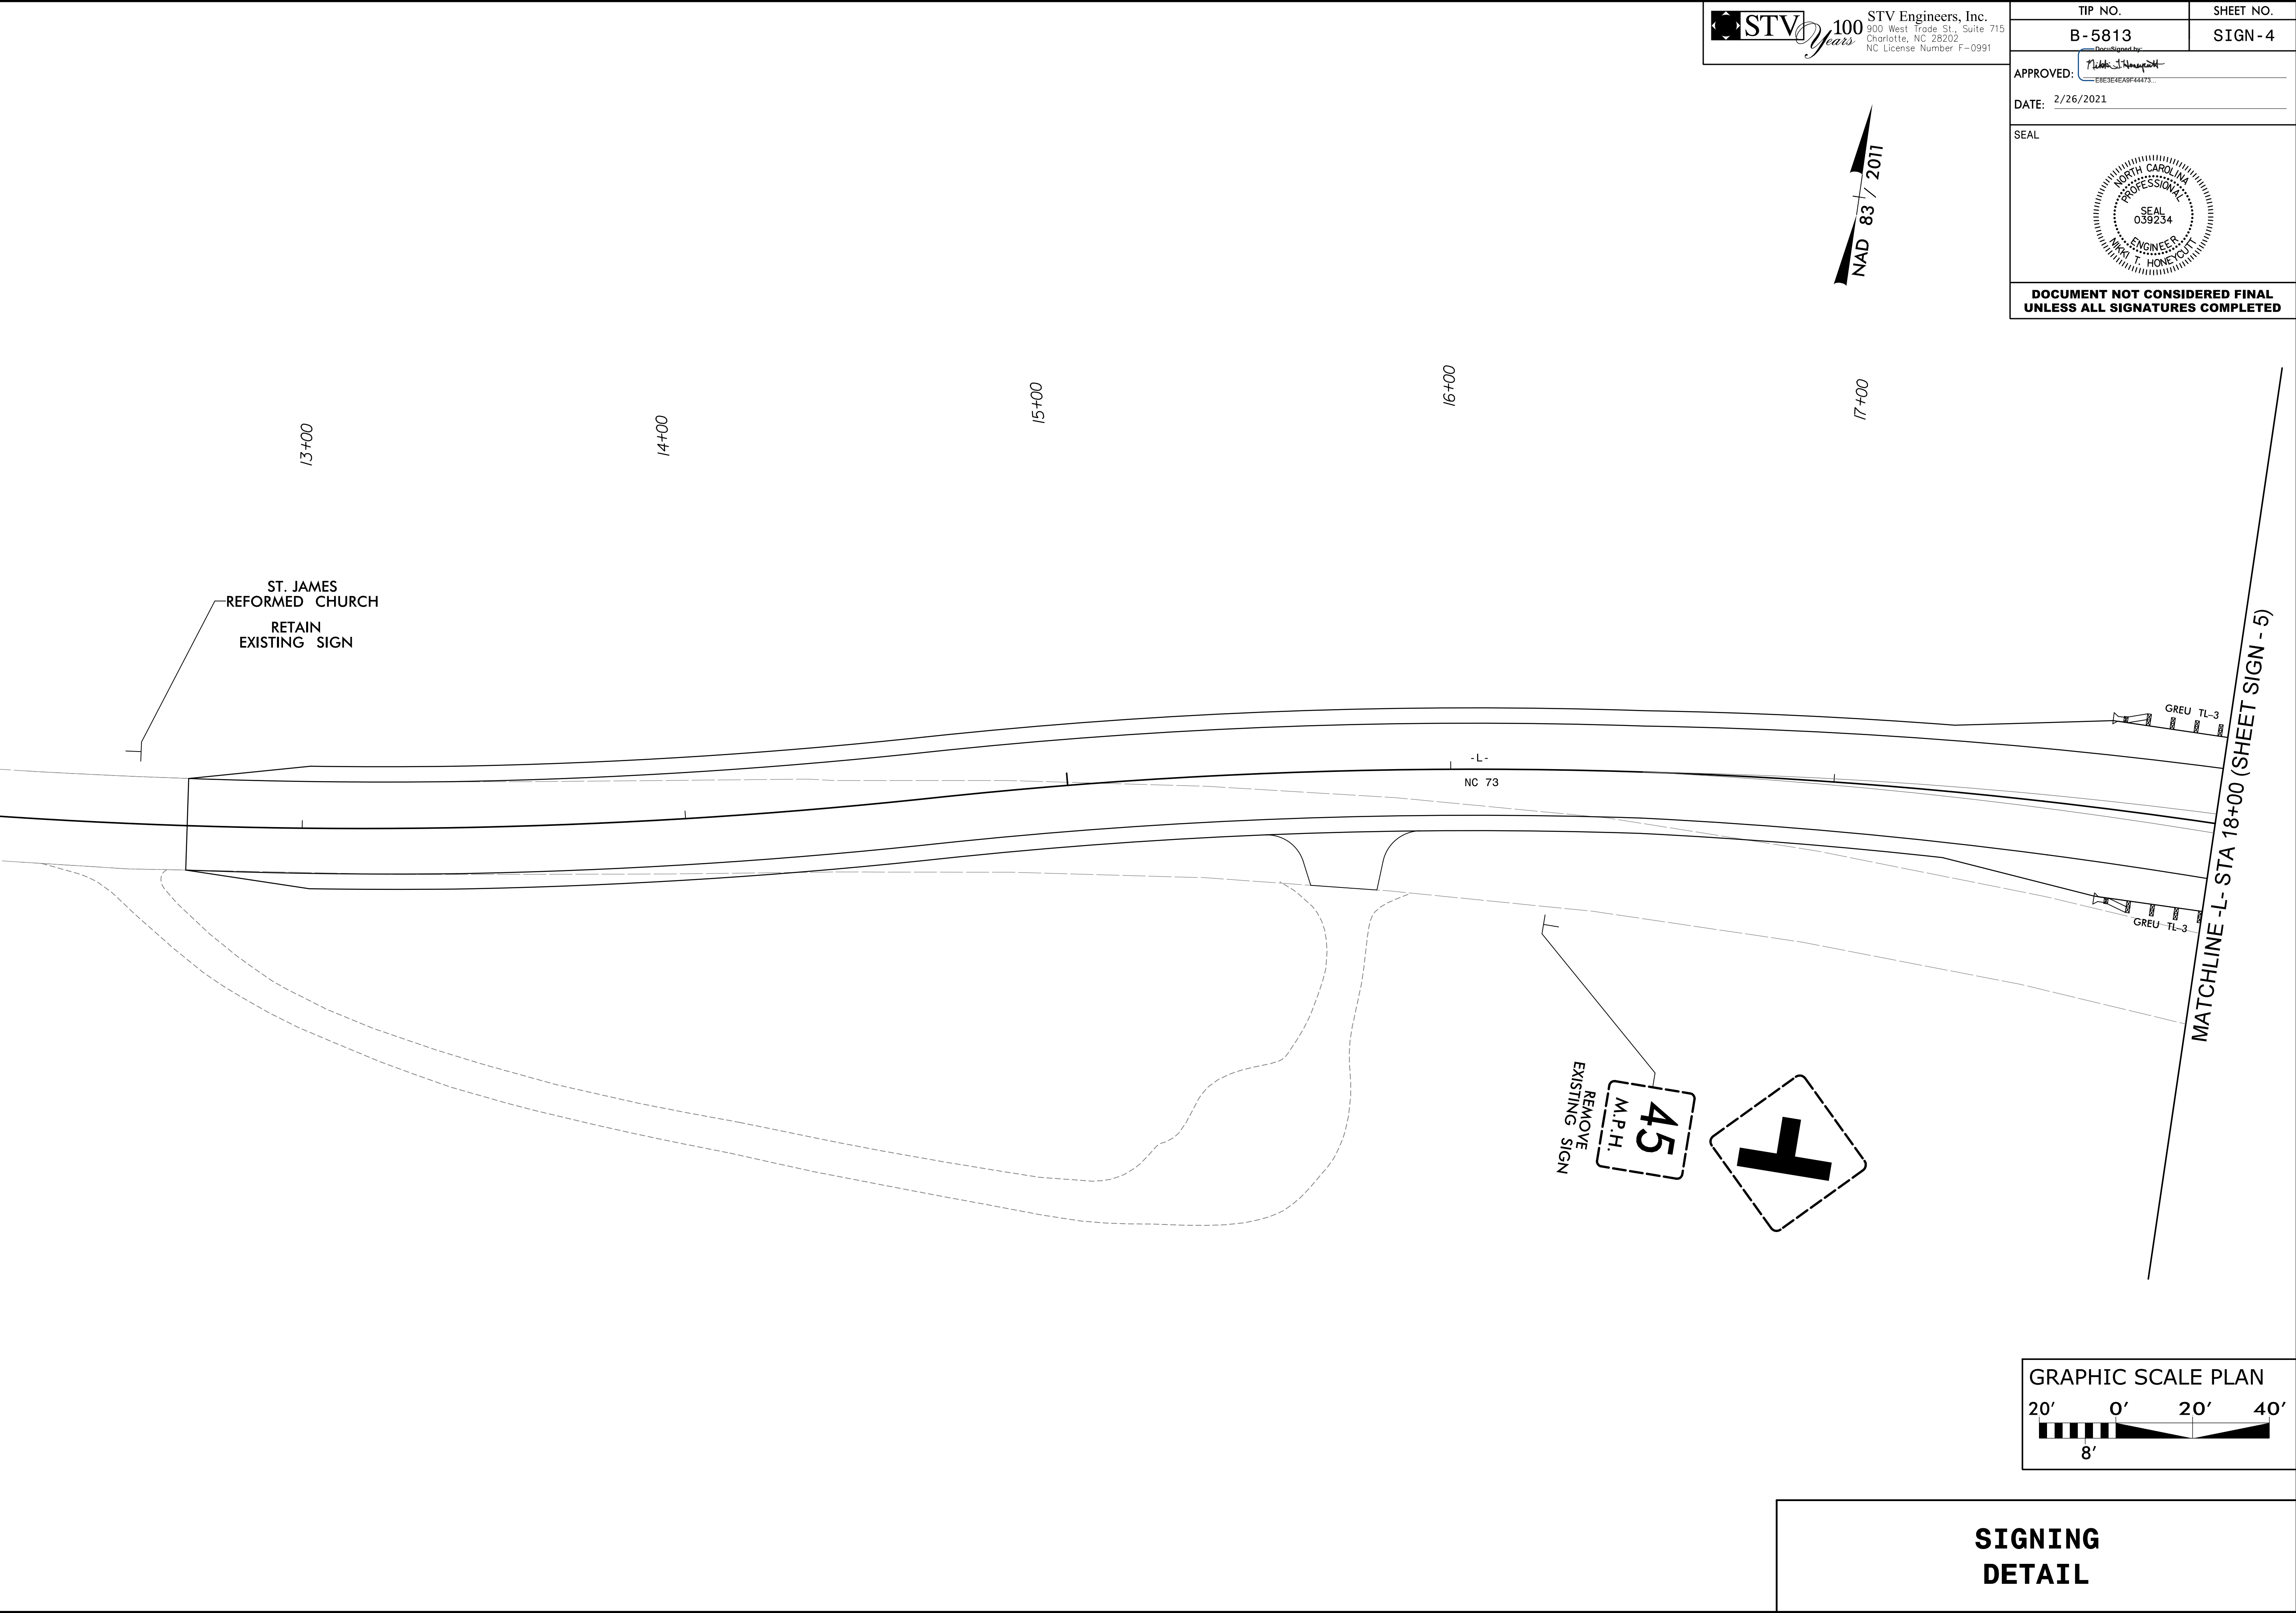 STV
100
Years
STV Engineers, Inc.
900 West Trade St., Suite 715
Charlotte, NC 28202
NC License Number F-0991
TIP NO.
SHEET NO.
B-5813
SIGN-4
DocuSigned by:
APPROVED:
E8E3E4EA9F44473...
DATE: 2/26/2021
SEAL
NORTH CAROLINA
PROFESSIONAL
SEAL
039234
ENGINEER
NIKKI T. HONEYCUTT
DOCUMENT NOT CONSIDERED FINAL
UNLESS ALL SIGNATURES COMPLETED
NAD 83 / 2011
13+00
14+00
15+00
16+00
17+00
ST. JAMES
REFORMED CHURCH
RETAIN
EXISTING SIGN
-L-
NC 73
GREU TL-3
GREU TL-3
MATCHLINE -L- STA 18+00 (SHEET SIGN - 5)
45
M.P.H.
REMOVE
EXISTING SIGN
GRAPHIC SCALE PLAN
20' 0' 20' 40'
8'
SIGNING
DETAIL